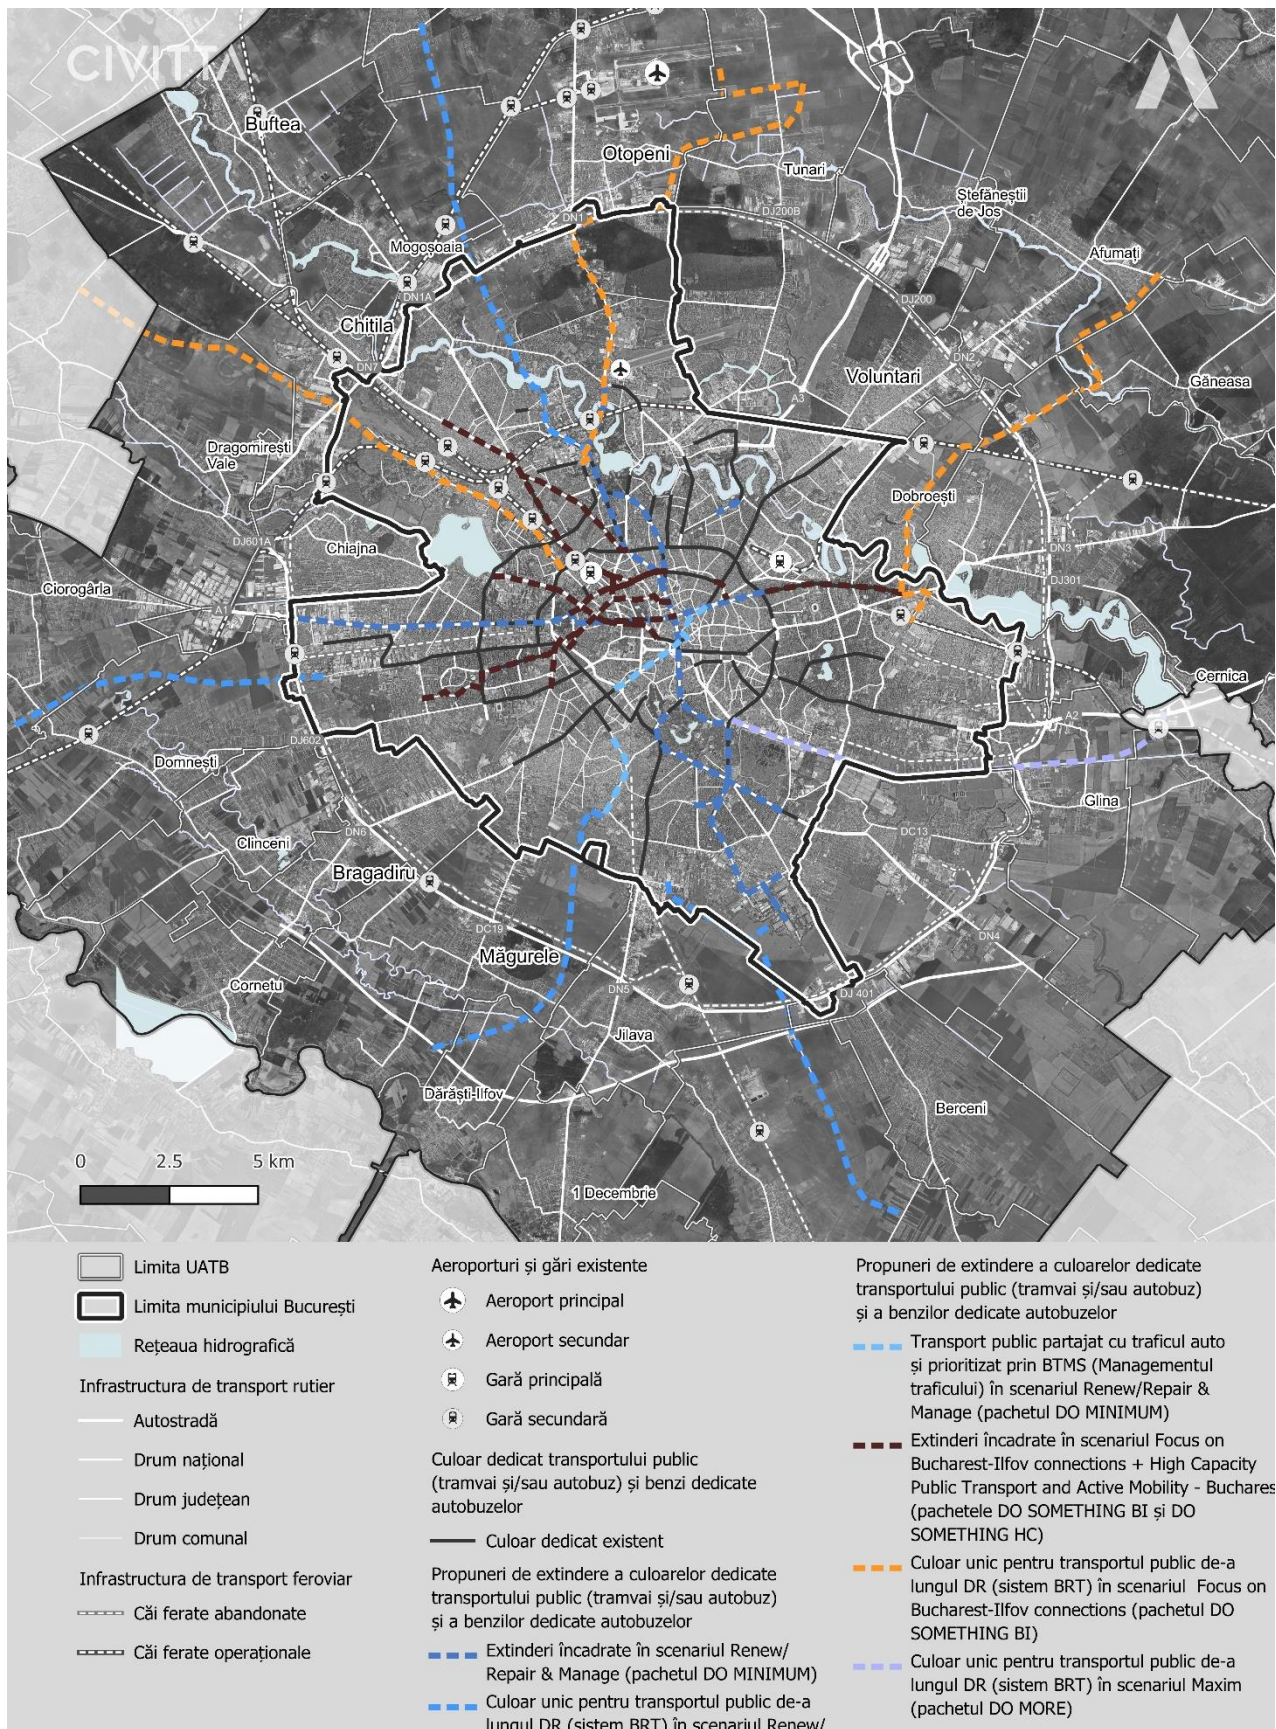 CIVITTA
Buftea
Otopeni
Tunari
Ștefăneștii
de Jos
DN1
DJ200B
Mogoșoaia
Afumați
DN1A
DJ200
Chitila
DN7
DN2
Voluntari
Găneasa
A3
Dragomirești
Vale
Dobroești
DJ601A
Chiajna
DN3
DJ301
Ciorogârla
A1
Cernica
A2
DJ602
Domnești
Glina
DN6
DC13
Clinceni
Bragadiru
DC19
DN4
Măgurele
Cornetu
DN5
DJ 401
Jilava
Dărăști-Ilfov
Berceni
0 2.5 5 km
1 Decembrie
Limita UATB
Limita municipiului București
Rețeaua hidrografică
Infrastructura de transport rutier
Autostradă
Drum național
Drum județean
Drum comunal
Infrastructura de transport feroviar
Căi ferate abandonate
Căi ferate operaționale
Aeroporturi și gări existente
Aeroport principal
Aeroport secundar
Gară principală
Gară secundară
Culoar dedicat transportului public
(tramvai și/sau autobuz) și benzi dedicate
autobuzelor
Culoar dedicat existent
Propuneri de extindere a culoarelor dedicate
transportului public (tramvai și/sau autobuz)
și a benzilor dedicate autobuzelor
Extinderi încadrate în scenariul Renew/
Repair & Manage (pachetul DO MINIMUM)
Culoar unic pentru transportul public de-a
lungul DR (sistem BRT) în scenariul Renew/
Propuneri de extindere a culoarelor dedicate
transportului public (tramvai și/sau autobuz)
și a benzilor dedicate autobuzelor
Transport public partajat cu traficul auto
și prioritizat prin BTMS (Managementul
traficului) în scenariul Renew/Repair &
Manage (pachetul DO MINIMUM)
Extinderi încadrate în scenariul Focus on
Bucharest-Ilfov connections + High Capacity
Public Transport and Active Mobility - Buchares
(pachetele DO SOMETHING BI și DO
SOMETHING HC)
Culoar unic pentru transportul public de-a
lungul DR (sistem BRT) în scenariul Focus on
Bucharest-Ilfov connections (pachetul DO
SOMETHING BI)
Culoar unic pentru transportul public de-a
lungul DR (sistem BRT) în scenariul Maxim
(pachetul DO MORE)